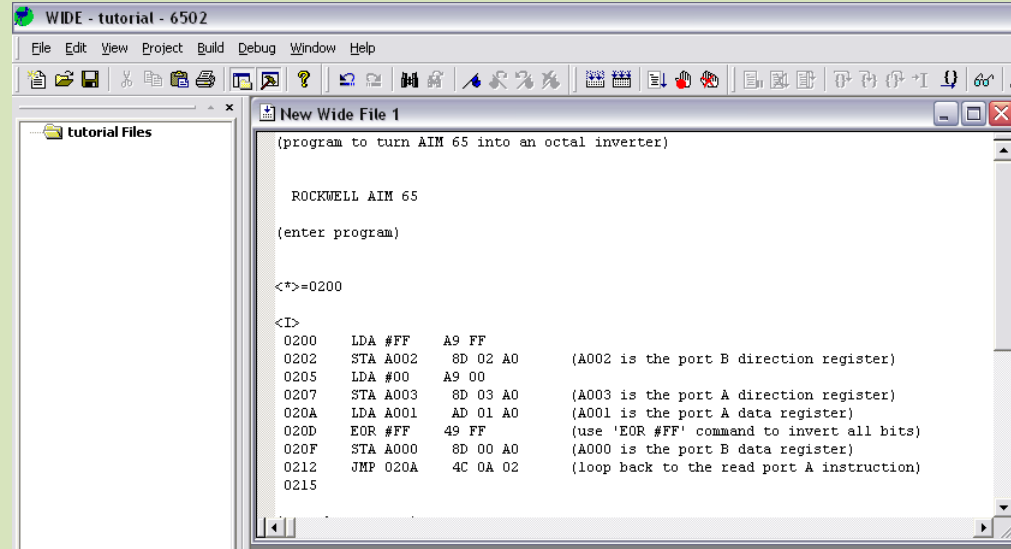 WIDE - tutorial - 6502
File Edit View Project Build Debug Window Help
tutorial Files
New Wide File 1
(program to turn AIM 65 into an octal inverter)
ROCKWELL AIM 65
(enter program)
<*>=0200
<I>
0200 LDA #FF A9 FF
0202 STA A002 8D 02 A0 (A002 is the port B direction register)
0205 LDA #00 A9 00
0207 STA A003 8D 03 A0 (A003 is the port A direction register)
020A LDA A001 AD 01 A0 (A001 is the port A data register)
020D EOR #FF 49 FF (use 'EOR #FF' command to invert all bits)
020F STA A000 8D 00 A0 (A000 is the port B data register)
0212 JMP 020A 4C 0A 02 (loop back to the read port A instruction)
0215